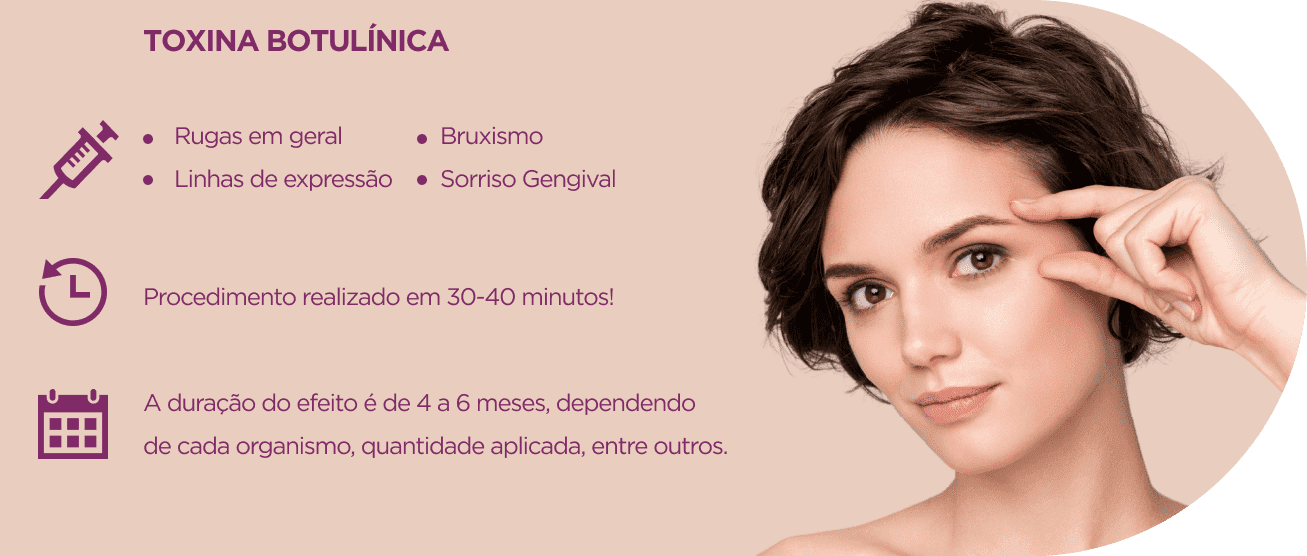 TOXINA BOTULÍNICA
• Rugas em geral
• Linhas de expressão
• Bruxismo
• Sorriso Gengival
Procedimento realizado em 30-40 minutos!
A duração do efeito é de 4 a 6 meses, dependendo
de cada organismo, quantidade aplicada, entre outros.